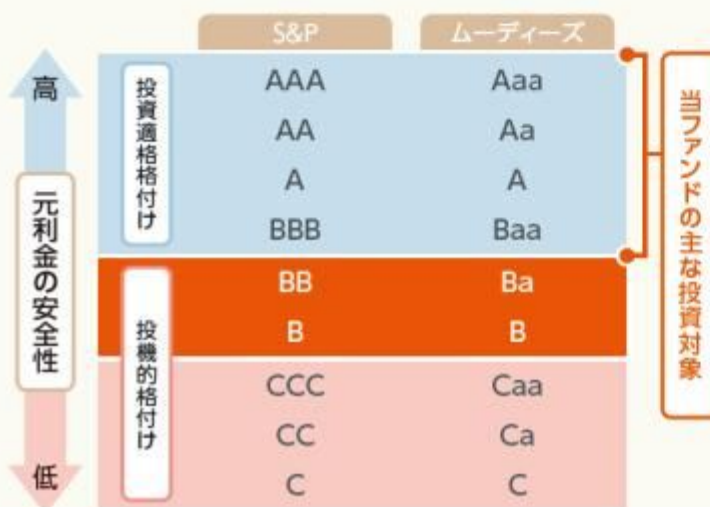 S&P ムーディーズ
高
元利金の安全性
低
投資適格格付け
AAA Aaa
AA Aa
A A
BBB Baa
投機的格付け
BB Ba
B B
CCC Caa
CC Ca
C C
当ファンドの主な投資対象